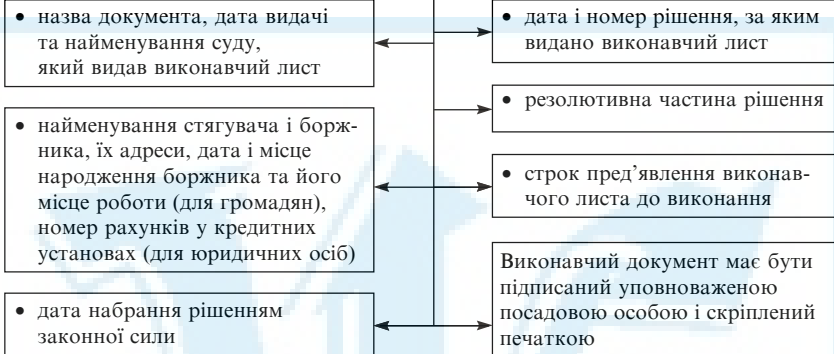 • назва документа, дата видачі
та найменування суду,
який видав виконавчий лист
• найменування стягувача і борж-
ника, їх адреси, дата і місце
народження боржника та його
місце роботи (для громадян),
номер рахунків у кредитних
установах (для юридичних осіб)
• дата набрання рішенням
законної сили
• дата і номер рішення, за яким
видано виконавчий лист
• резолютивна частина рішення
• строк пред’явлення виконав-
чого листа до виконання
Виконавчий документ має бути
підписаний уповноваженою
посадовою особою і скріплений
печаткою